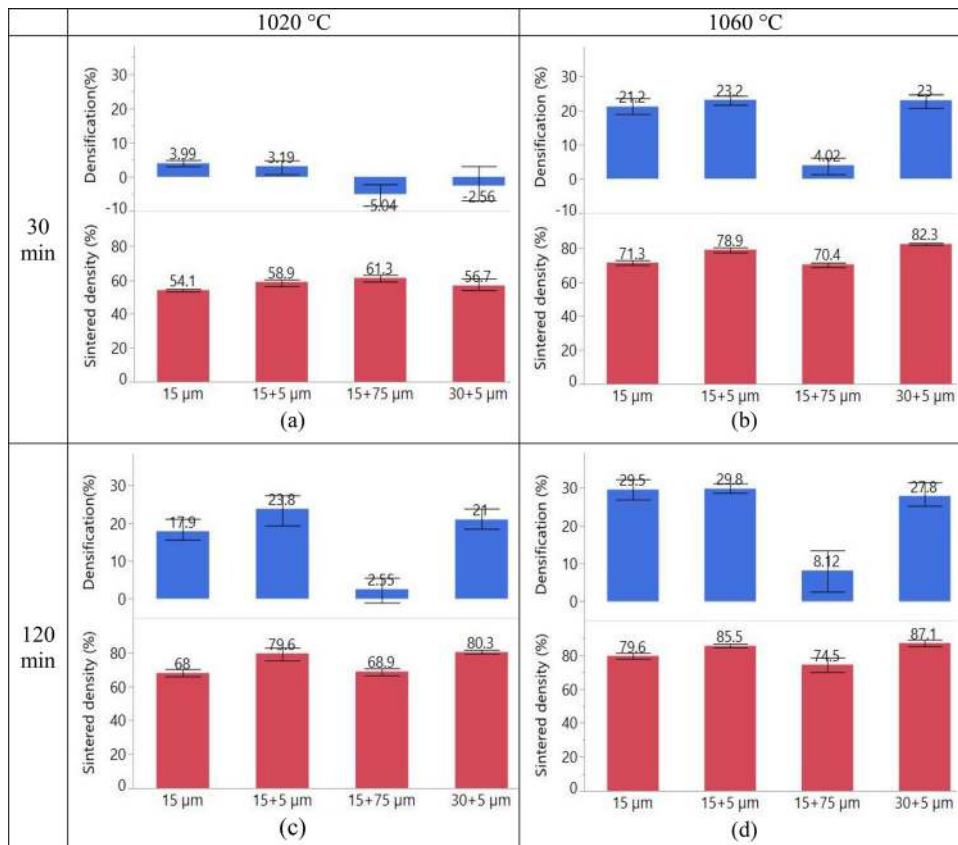 1020 °C
1060 °C
30 min
Densification(%)
30
20
10
0
-10
3.99
3.19
-5.04
-2.56
Sintered density (%)
80
60
40
20
0
54.1
58.9
61.3
56.7
15 µm
15+5 µm
15+75 µm
30+5 µm
(a)
Densification (%)
30
20
10
0
-10
21.2
23.2
4.02
23
Sintered density (%)
80
60
40
20
0
71.3
78.9
70.4
82.3
15 µm
15+5 µm
15+75 µm
30+5 µm
(b)
120 min
Densification(%)
30
20
10
0
17.9
23.8
2.55
21
Sintered density (%)
80
60
40
20
0
68
79.6
68.9
80.3
15 µm
15+5 µm
15+75 µm
30+5 µm
(c)
Densification (%)
30
20
10
0
29.5
29.8
8.12
27.8
Sintered density (%)
80
60
40
20
0
79.6
85.5
74.5
87.1
15 µm
15+5 µm
15+75 µm
30+5 µm
(d)